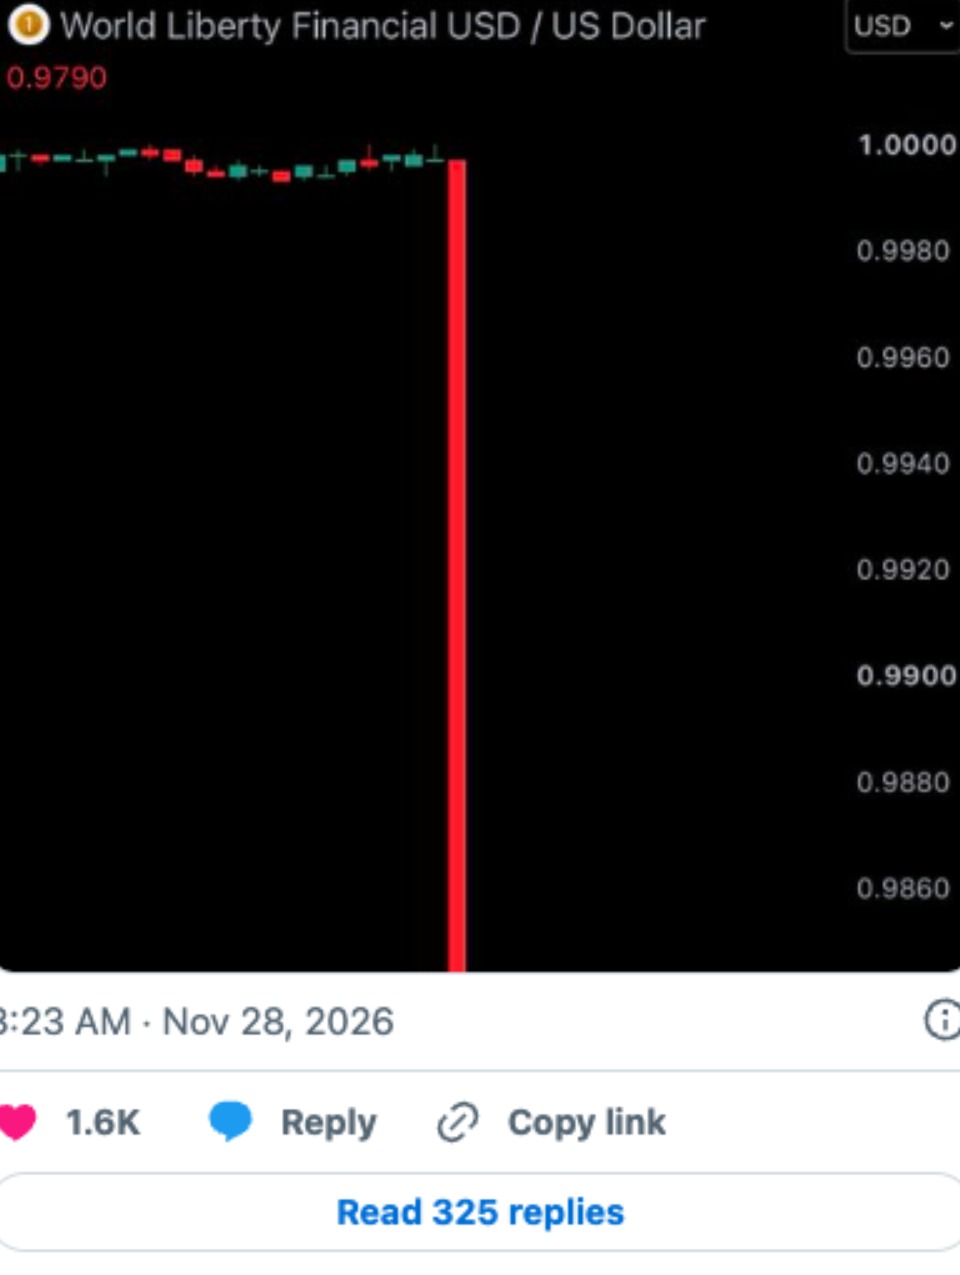 World Liberty Financial USD / US Dollar
USD
0.9790
1.0000
0.9980
0.9960
0.9940
0.9920
0.9900
0.9880
0.9860
:23 AM · Nov 28, 2026
1.6K
Reply
Copy link
Read 325 replies